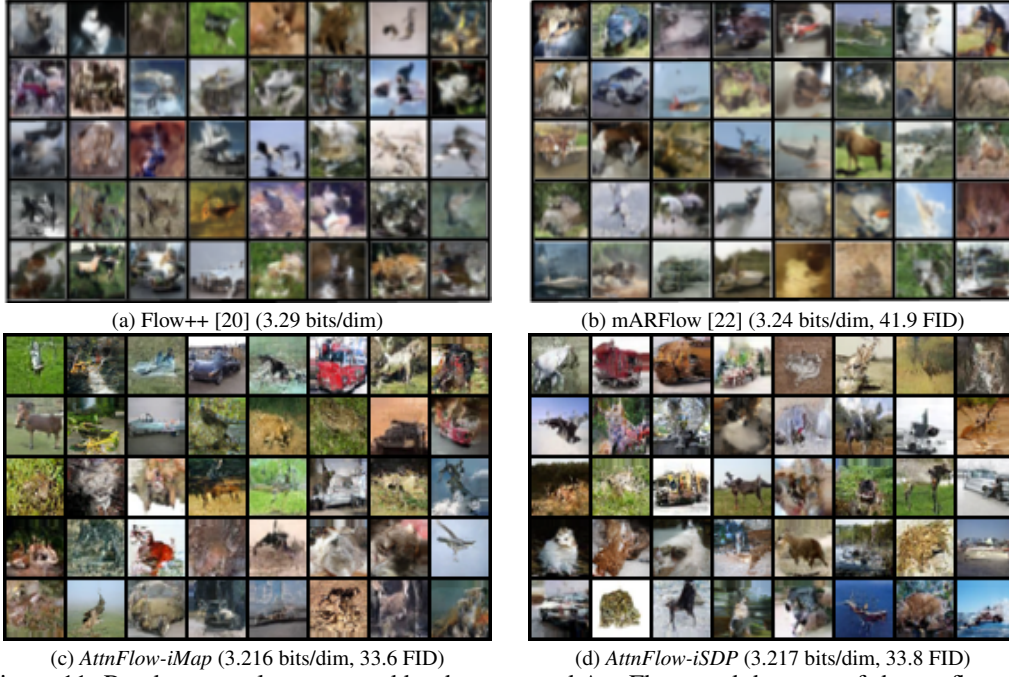 (a) Flow++ [20] (3.29 bits/dim)
(b) mARFlow [22] (3.24 bits/dim, 41.9 FID)
(c) AttnFlow-iMap (3.216 bits/dim, 33.6 FID)
(d) AttnFlow-iSDP (3.217 bits/dim, 33.8 FID)